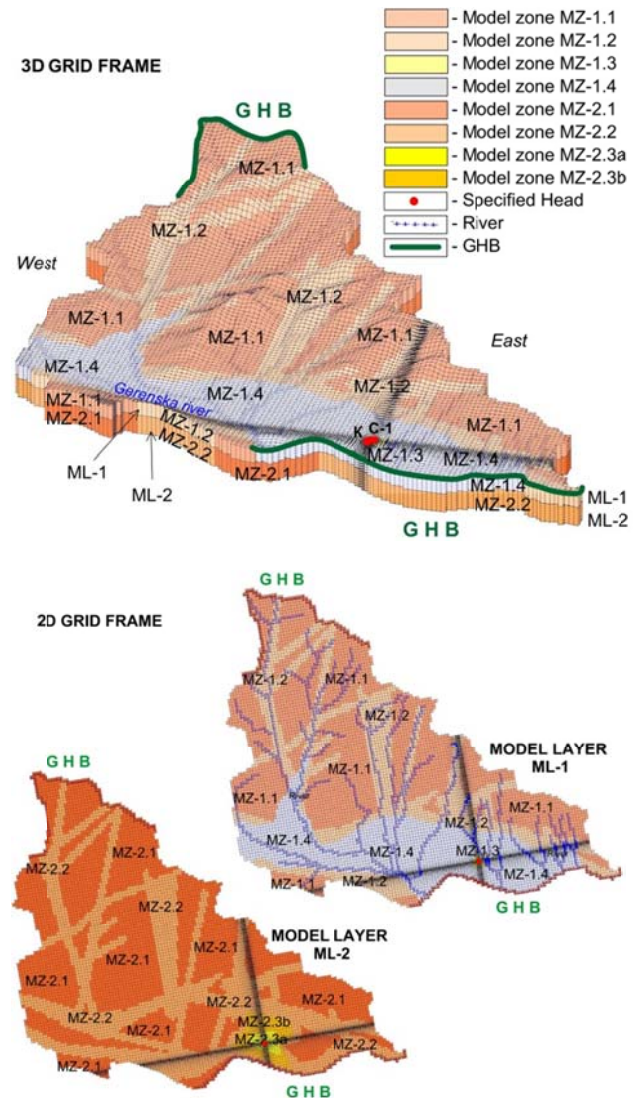 - Model zone MZ-1.1
- Model zone MZ-1.2
- Model zone MZ-1.3
- Model zone MZ-1.4
- Model zone MZ-2.1
- Model zone MZ-2.2
- Model zone MZ-2.3a
- Model zone MZ-2.3b
- Specified Head
- River
- GHB
3D GRID FRAME
G H B
MZ-1.1
MZ-1.2
West
MZ-1.2
MZ-1.1
MZ-1.1
MZ-1.1
East
MZ-1.4
MZ-1.4
MZ-1.2
MZ-1.1
Gerenska river
MZ-1.1
MZ-2.1
K C-1
MZ-1.2
MZ-2.2
MZ-1.3
MZ-1.4
ML-1
MZ-2.1
MZ-1.4
MZ-2.2
ML-2
ML-1
ML-2
G H B
G H B
2D GRID FRAME
MZ-1.2
MZ-1.1
MZ-1.2
MODEL LAYER
ML-1
MZ-1.1
MZ-1.1
River
MZ-1.1
MZ-1.2
MZ-1.4
MZ-1.4
MZ-1.3
MZ-1.1
MZ-1.2
MZ-1.4
G H B
G H B
MZ-2.2
MZ-2.1
MZ-2.2
MODEL LAYER
ML-2
MZ-2.1
MZ-2.1
MZ-2.1
MZ-2.2
MZ-2.1
MZ-2.2
MZ-2.1
MZ-2.3b
MZ-2.3a
MZ-2.2
MZ-2.1
G H B